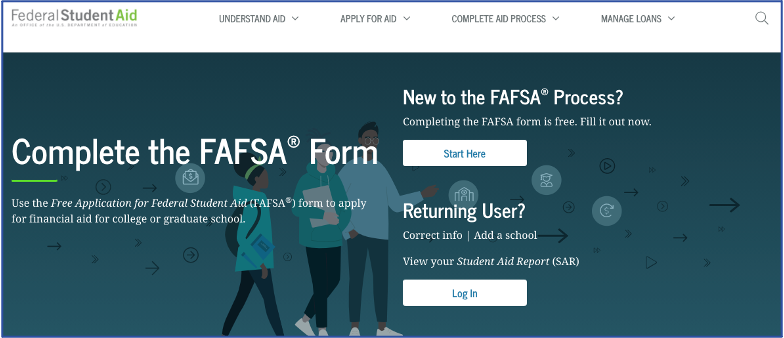 Federal Student Aid
An OFFICE of the U.S. DEPARTMENT of EDUCATION
UNDERSTAND AID
APPLY FOR AID
COMPLETE AID PROCESS
MANAGE LOANS
Complete the FAFSA® Form
Use the Free Application for Federal Student Aid (FAFSA®) form to apply
for financial aid for college or graduate school.
New to the FAFSA® Process?
Completing the FAFSA form is free. Fill it out now.
Start Here
Returning User?
Correct info | Add a school
View your Student Aid Report (SAR)
Log In